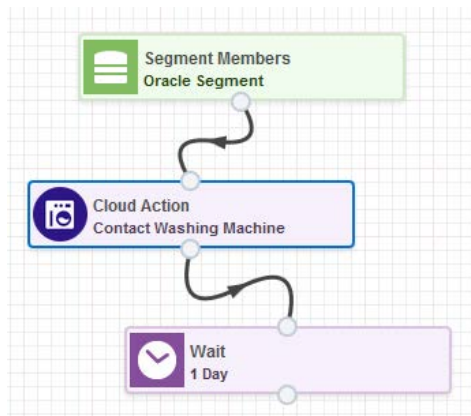 Segment Members
Oracle Segment
Cloud Action
Contact Washing Machine
Wait
1 Day